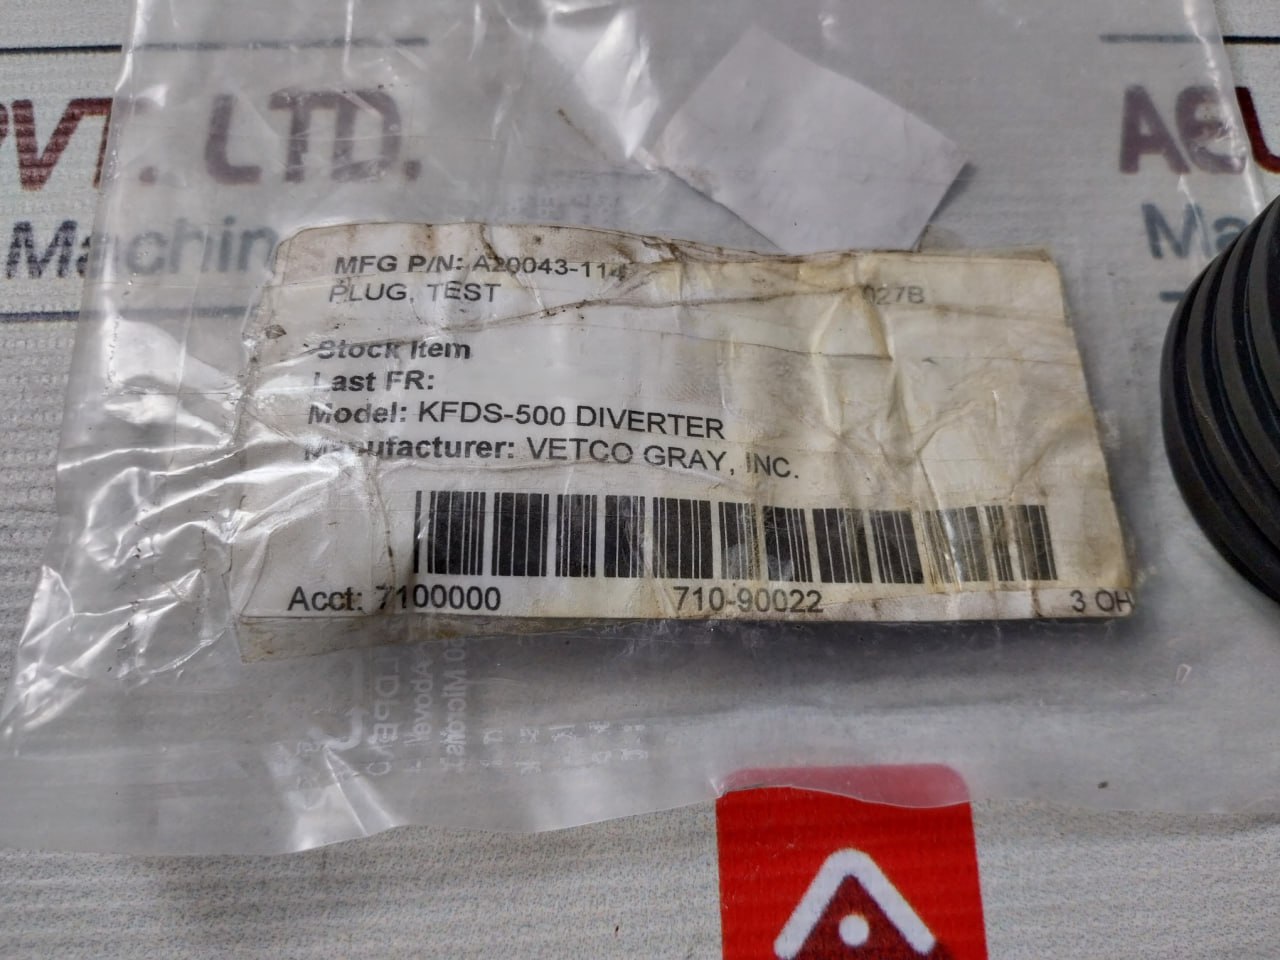 PVT. LTD.
Machin
AEU
Ma
MFG P/N: A20043-114
PLUG, TEST 027B
Stock Item
Last FR:
Model: KFDS-500 DIVERTER
Manufacturer: VETCO GRAY, INC.
Acct: 7100000 710-90022 3 OH